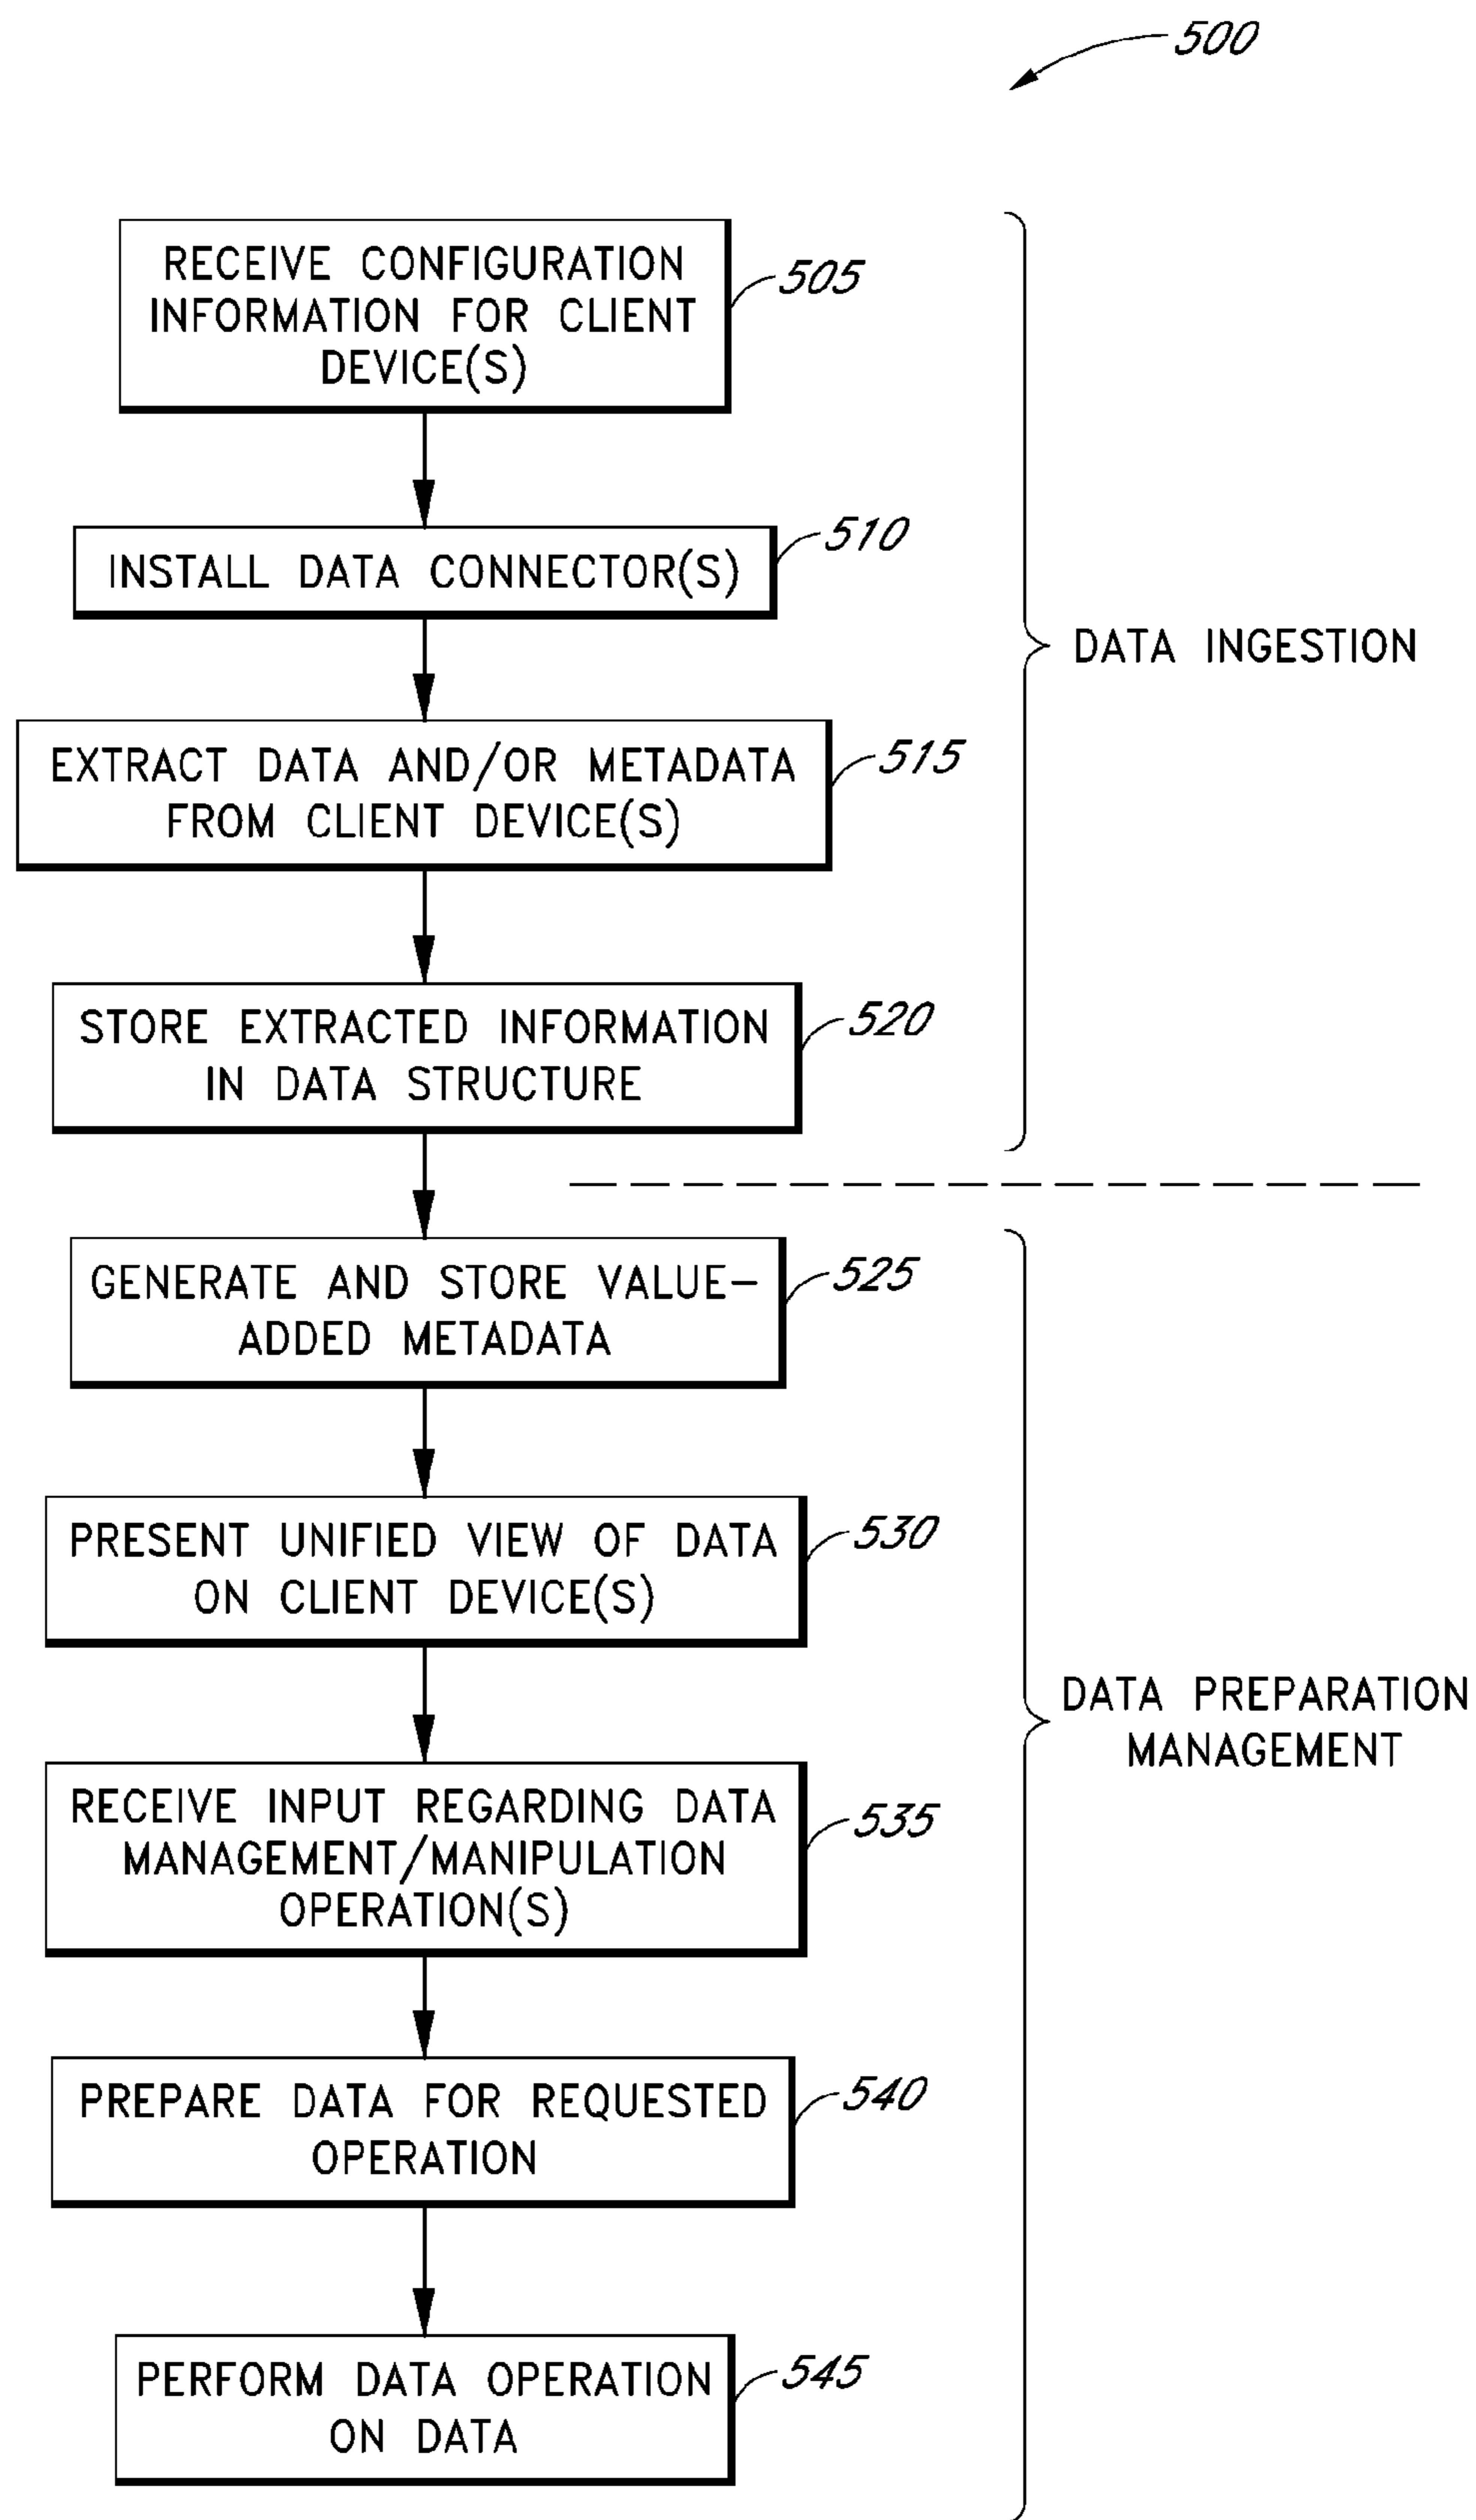 500
RECEIVE CONFIGURATION
INFORMATION FOR CLIENT
DEVICE(S)
505
INSTALL DATA CONNECTOR(S)
510
DATA INGESTION
EXTRACT DATA AND/OR METADATA
FROM CLIENT DEVICE(S)
515
STORE EXTRACTED INFORMATION
IN DATA STRUCTURE
520
GENERATE AND STORE VALUE-
ADDED METADATA
525
PRESENT UNIFIED VIEW OF DATA
ON CLIENT DEVICE(S)
530
DATA PREPARATION
MANAGEMENT
RECEIVE INPUT REGARDING DATA
MANAGEMENT/MANIPULATION
OPERATION(S)
535
PREPARE DATA FOR REQUESTED
OPERATION
540
PERFORM DATA OPERATION
ON DATA
545